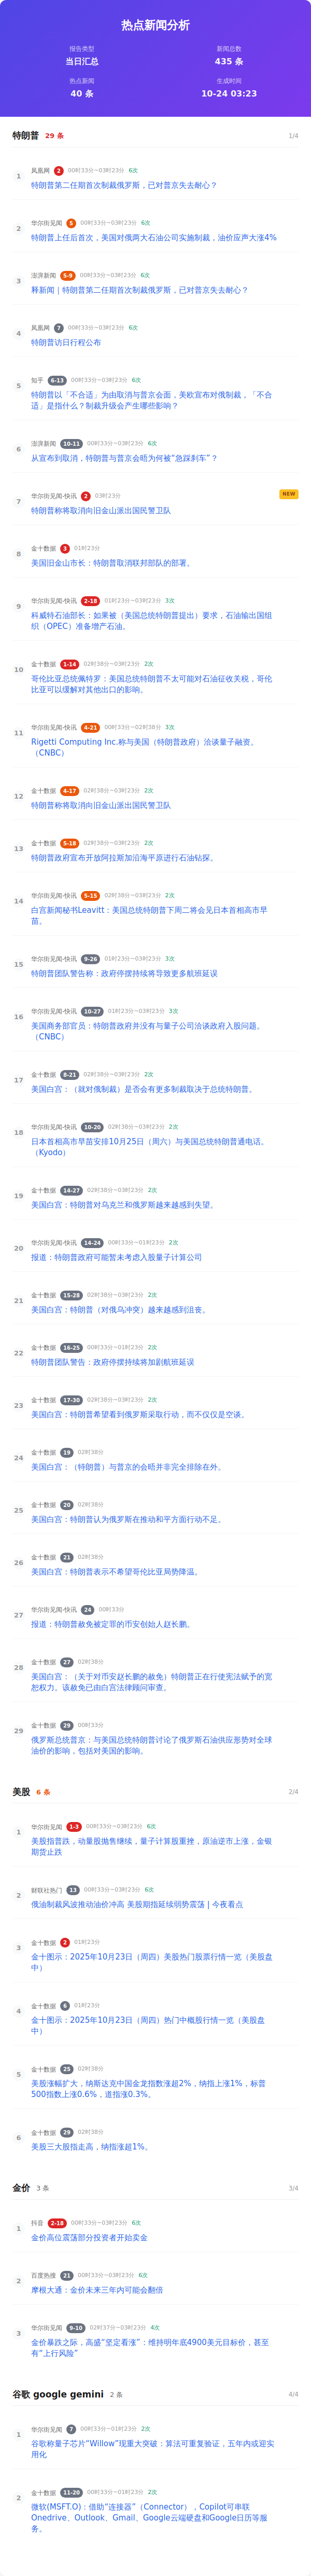 热点新闻分析
报告类型
新闻总数
当日汇总
435 条
热点新闻
生成时间
40 条
10-24 03:23
特朗普 29 条 1/4
1 凤凰网 2 00时33分~03时23分 6次
特朗普第二任期首次制裁俄罗斯，已对普京失去耐心？
2 华尔街见闻 5 00时33分~03时23分 6次
特朗普上任后首次，美国对俄两大石油公司实施制裁，油价应声大涨4%
3 澎湃新闻 5-9 00时33分~03时23分 6次
释新闻｜特朗普第二任期首次制裁俄罗斯，已对普京失去耐心？
4 凤凰网 7 00时33分~03时23分 6次
特朗普访日行程公布
5 知乎 6-13 00时33分~03时23分 6次
特朗普以「不合适」为由取消与普京会面，美欧宣布对俄制裁，「不合
适」是指什么？制裁升级会产生哪些影响？
6 澎湃新闻 10-11 00时33分~03时23分 6次
从宣布到取消，特朗普与普京会晤为何被“急踩刹车”？
7 华尔街见闻-快讯 2 03时23分 NEW
特朗普称将取消向旧金山派出国民警卫队
8 金十数据 3 01时23分
美国旧金山市长：特朗普取消联邦部队的部署。
9 华尔街见闻-快讯 2-18 01时23分~03时23分 3次
科威特石油部长：如果被（美国总统特朗普提出）要求，石油输出国组
织（OPEC）准备增产石油。
10 金十数据 1-14 02时38分~03时23分 2次
哥伦比亚总统佩特罗：美国总统特朗普不太可能对石油征收关税，哥伦
比亚可以缓解对其他出口的影响。
11 华尔街见闻-快讯 4-21 00时33分~02时38分 3次
Rigetti Computing Inc.称与美国（特朗普政府）洽谈量子融资。
（CNBC）
12 金十数据 4-17 02时38分~03时23分 2次
特朗普称将取消向旧金山派出国民警卫队
13 金十数据 5-18 02时38分~03时23分 2次
特朗普政府宣布开放阿拉斯加沿海平原进行石油钻探。
14 华尔街见闻-快讯 5-15 02时38分~03时23分 2次
白宫新闻秘书Leavitt：美国总统特朗普下周二将会见日本首相高市早
苗。
15 华尔街见闻-快讯 9-26 01时23分~03时23分 3次
特朗普团队警告称：政府停摆持续将导致更多航班延误
16 华尔街见闻-快讯 10-27 01时23分~03时23分 3次
美国商务部官员：特朗普政府并没有与量子公司洽谈政府入股问题。
（CNBC）
17 金十数据 8-21 02时38分~03时23分 2次
美国白宫：（就对俄制裁）是否会有更多制裁取决于总统特朗普。
18 华尔街见闻-快讯 10-20 02时38分~03时23分 2次
日本首相高市早苗安排10月25日（周六）与美国总统特朗普通电话。
（Kyodo）
19 金十数据 14-27 02时38分~03时23分 2次
美国白宫：特朗普对乌克兰和俄罗斯越来越感到失望。
20 华尔街见闻-快讯 14-24 00时33分~01时23分 2次
报道：特朗普政府可能暂未考虑入股量子计算公司
21 金十数据 15-28 02时38分~03时23分 2次
美国白宫：特朗普（对俄乌冲突）越来越感到沮丧。
22 金十数据 16-25 00时33分~01时23分 2次
特朗普团队警告：政府停摆持续将加剧航班延误
23 金十数据 17-30 02时38分~03时23分 2次
美国白宫：特朗普希望看到俄罗斯采取行动，而不仅仅是空谈。
24 金十数据 19 02时38分
美国白宫：（特朗普）与普京的会晤并非完全排除在外。
25 金十数据 20 02时38分
美国白宫：特朗普认为俄罗斯在推动和平方面行动不足。
26 金十数据 21 02时38分
美国白宫：特朗普表示不希望哥伦比亚局势降温。
27 华尔街见闻-快讯 24 00时33分
报道：特朗普赦免被定罪的币安创始人赵长鹏。
28 金十数据 27 02时38分
美国白宫：（关于对币安赵长鹏的赦免）特朗普正在行使宪法赋予的宽
恕权力。该赦免已由白宫法律顾问审查。
29 金十数据 29 00时33分
俄罗斯总统普京：与美国总统特朗普讨论了俄罗斯石油供应形势对全球
油价的影响，包括对美国的影响。
美股 6 条 2/4
1 华尔街见闻 1-3 00时33分~03时23分 6次
美股指普跌，动量股抛售继续，量子计算股重挫，原油逆市上涨，金银
期货止跌
2 财联社热门 13 00时33分~03时23分 6次
俄油制裁风波推动油价冲高 美股期指延续弱势震荡 | 今夜看点
3 金十数据 2 01时23分
金十图示：2025年10月23日（周四）美股热门股票行情一览（美股盘
中）
4 金十数据 6 01时23分
金十图示：2025年10月23日（周四）热门中概股行情一览（美股盘
中）
5 金十数据 25 02时38分
美股涨幅扩大，纳斯达克中国金龙指数涨超2%，纳指上涨1%，标普
500指数上涨0.6%，道指涨0.3%。
6 金十数据 29 02时38分
美股三大股指走高，纳指涨超1%。
金价 3 条 3/4
1 抖音 2-18 00时33分~03时23分 6次
金价高位震荡部分投资者开始卖金
2 百度热搜 21 00时33分~03时23分 6次
摩根大通：金价未来三年内可能会翻倍
3 华尔街见闻 9-10 02时37分~03时23分 4次
金价暴跌之际，高盛“坚定看涨”：维持明年底4900美元目标价，甚至
有“上行风险”
谷歌 google gemini 2 条 4/4
1 华尔街见闻 7 00时33分~01时23分 2次
谷歌称量子芯片“Willow”现重大突破：算法可重复验证，五年内或迎实
用化
2 金十数据 11-20 00时33分~01时23分 2次
微软(MSFT.O)：借助“连接器”（Connector），Copilot可串联
Onedrive、Outlook、Gmail、Google云端硬盘和Google日历等服
务。